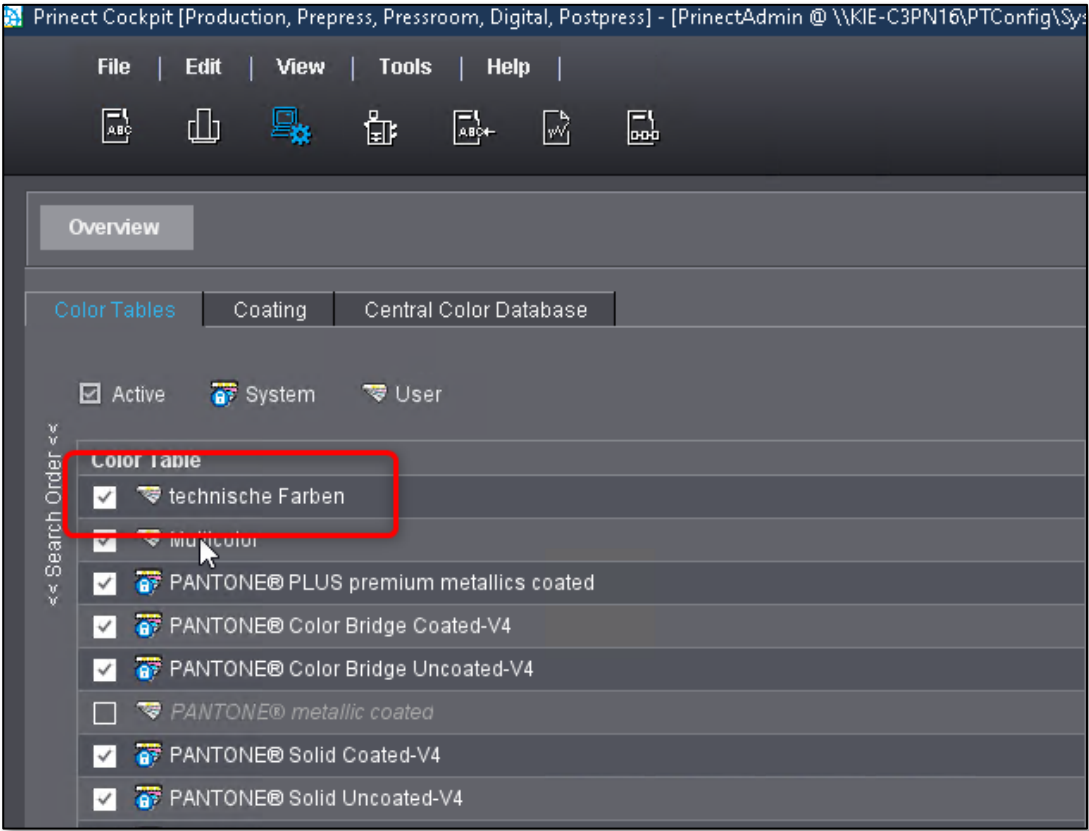 Prinect Cockpit [Production, Prepress, Pressroom, Digital, Postpress] - [PrinectAdmin @ \\KIE-C3PN16\PTConfig\Sys
File | Edit | View | Tools | Help |
ABC ABC
Overview
Color Tables Coating Central Color Database
Active System User
<< Search Order <<
Color Table
technische Farben
Multicolor
PANTONE® PLUS premium metallics coated
PANTONE® Color Bridge Coated-V4
PANTONE® Color Bridge Uncoated-V4
PANTONE® metallic coated
PANTONE® Solid Coated-V4
PANTONE® Solid Uncoated-V4